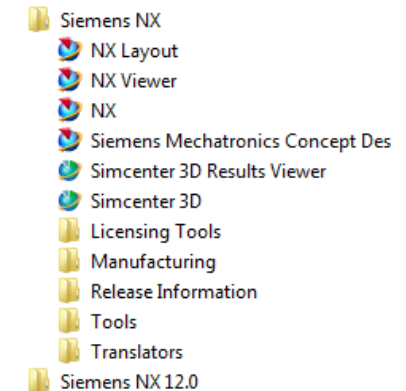 Siemens NX
NX Layout
NX Viewer
NX
Siemens Mechatronics Concept Des
Simcenter 3D Results Viewer
Simcenter 3D
Licensing Tools
Manufacturing
Release Information
Tools
Translators
Siemens NX 12.0